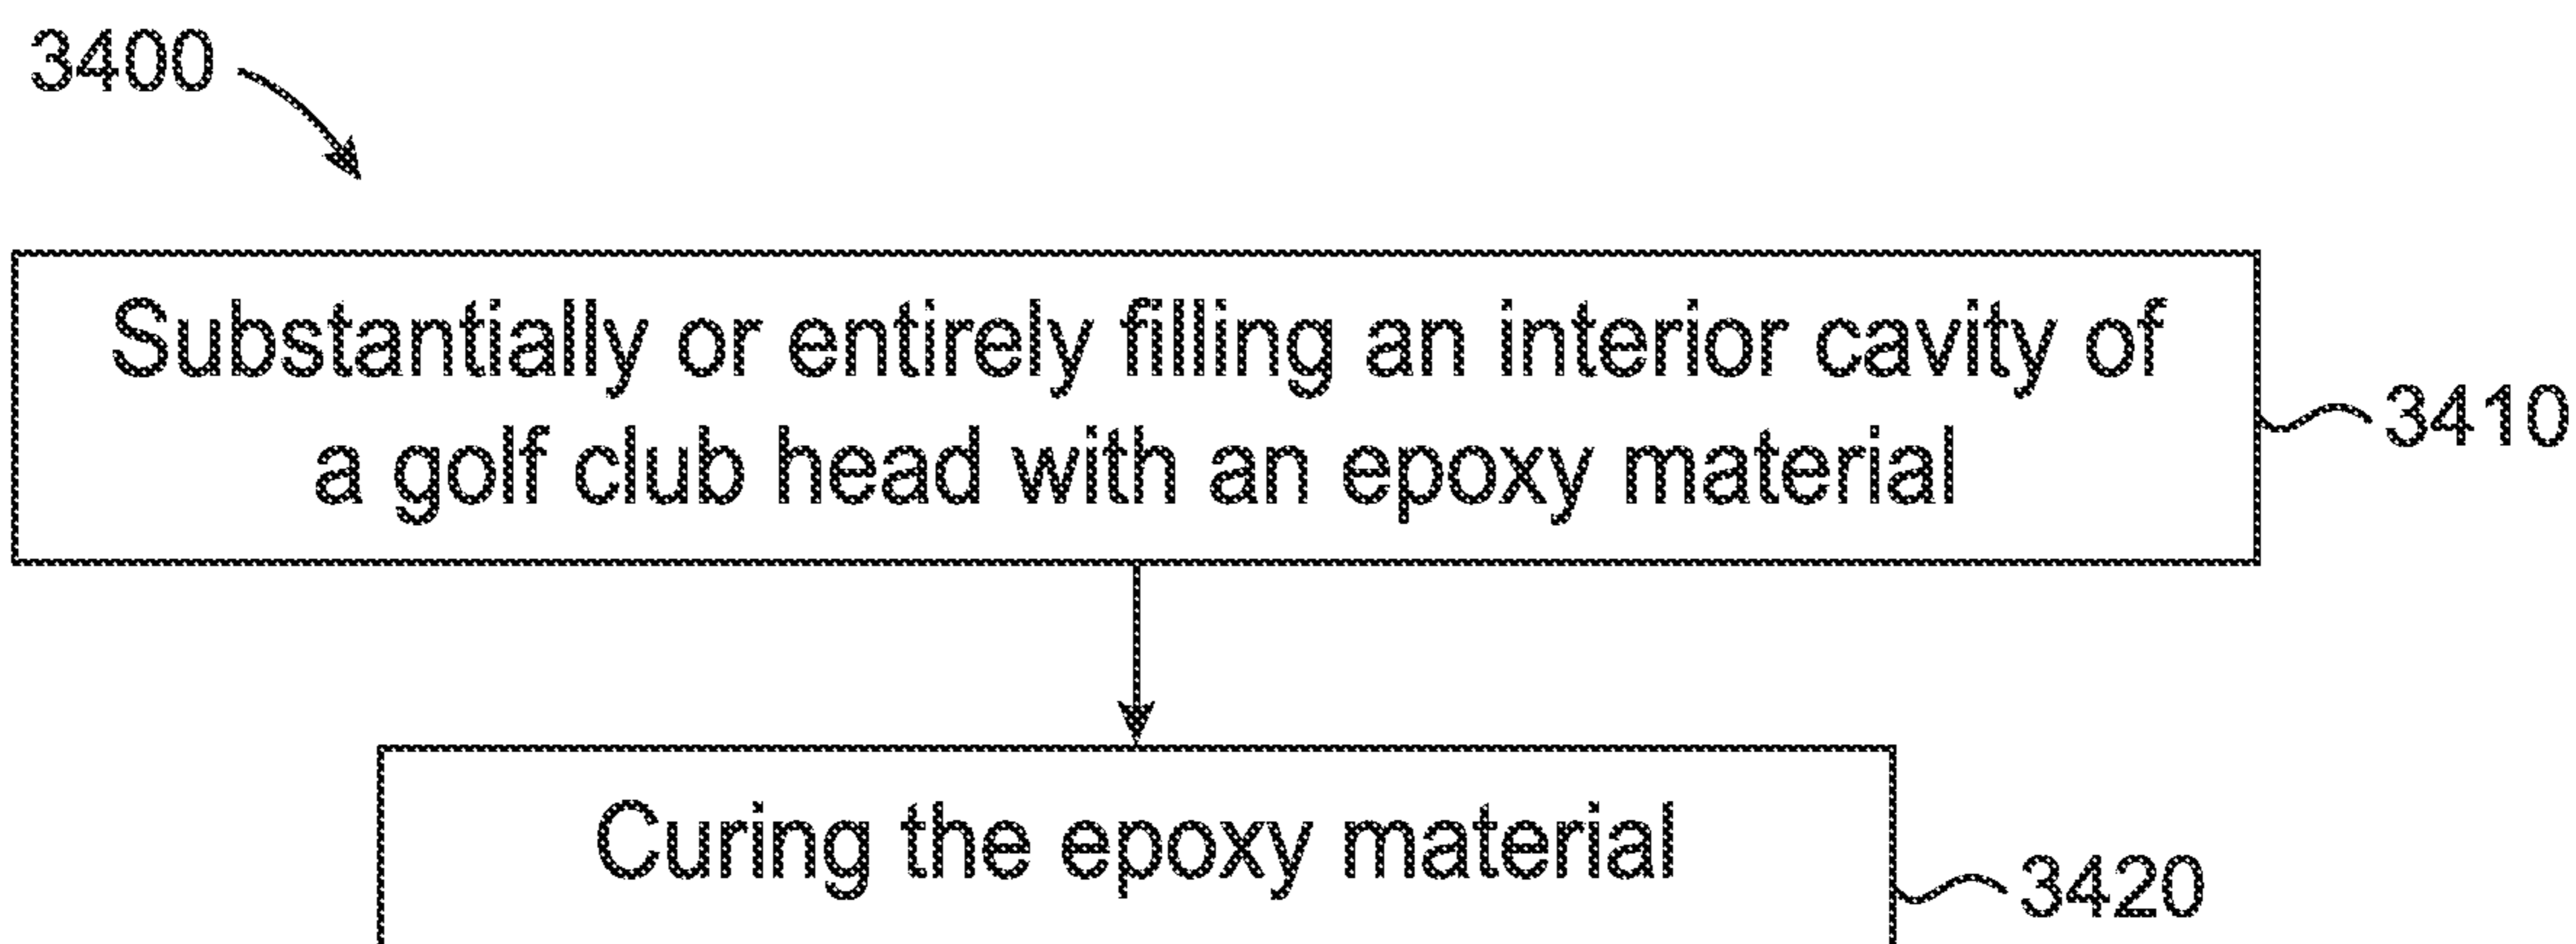 3400
Substantially or entirely filling an interior cavity of
a golf club head with an epoxy material
3410
Curing the epoxy material
3420